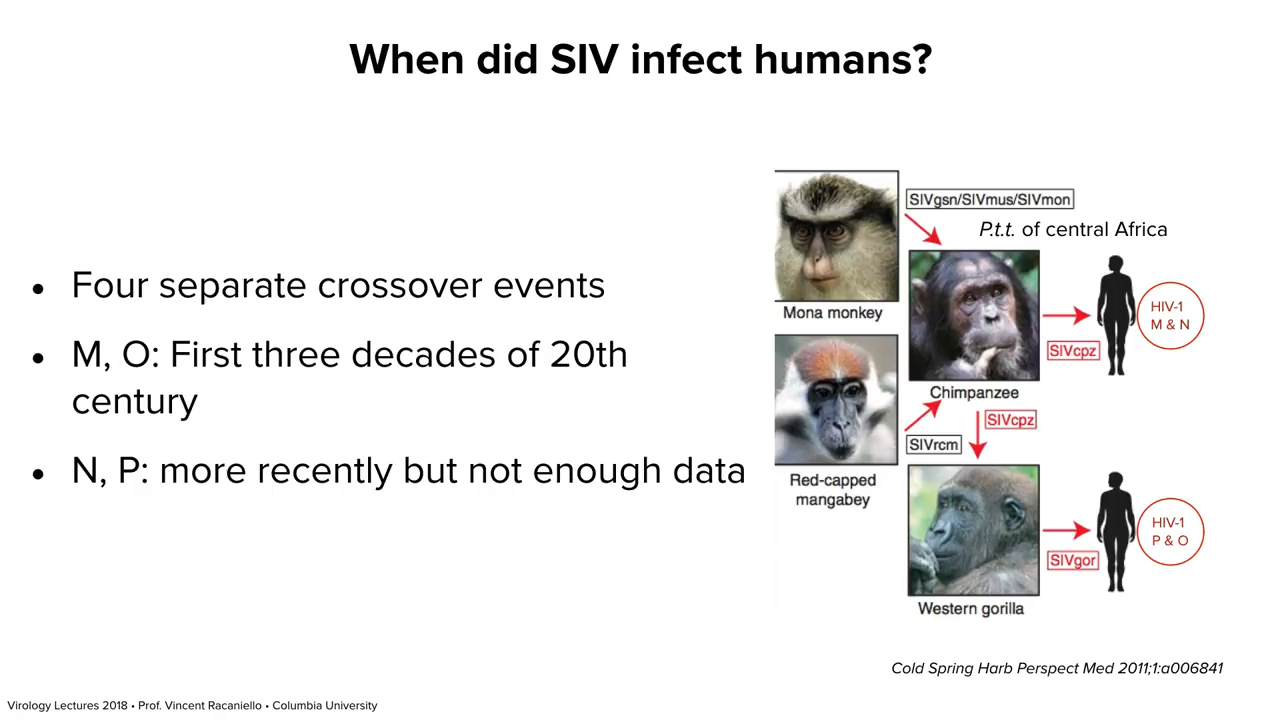 When did SIV infect humans?
• Four separate crossover events
• M, O: First three decades of 20th
century
• N, P: more recently but not enough data
SIVgsn/SIVmus/SIVmon
P.t.t. of central Africa
Mona monkey
HIV-1
M & N
SIVcpz
Chimpanzee
SIVcpz
SIVrcm
Red-capped
mangabey
HIV-1
P & O
SIVgor
Western gorilla
Cold Spring Harb Perspect Med 2011;1:a006841
Virology Lectures 2018 • Prof. Vincent Racaniello • Columbia University